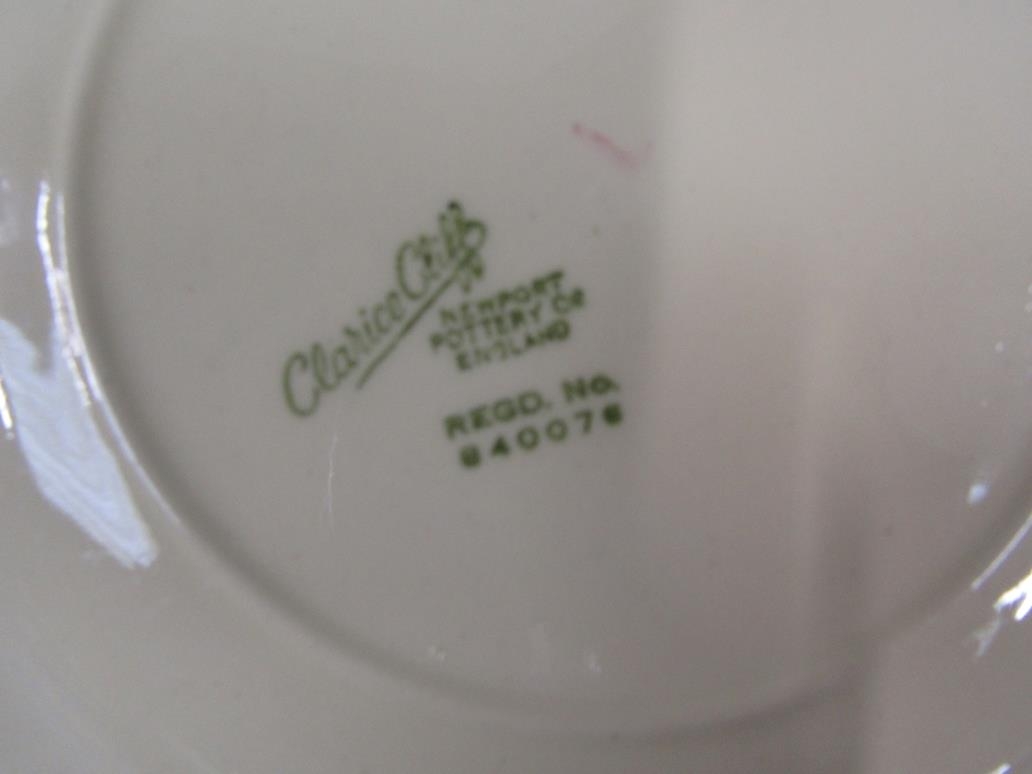 Clarice Cliff
NEWPORT
POTTERY Co
ENGLAND
REGD. No.
840076